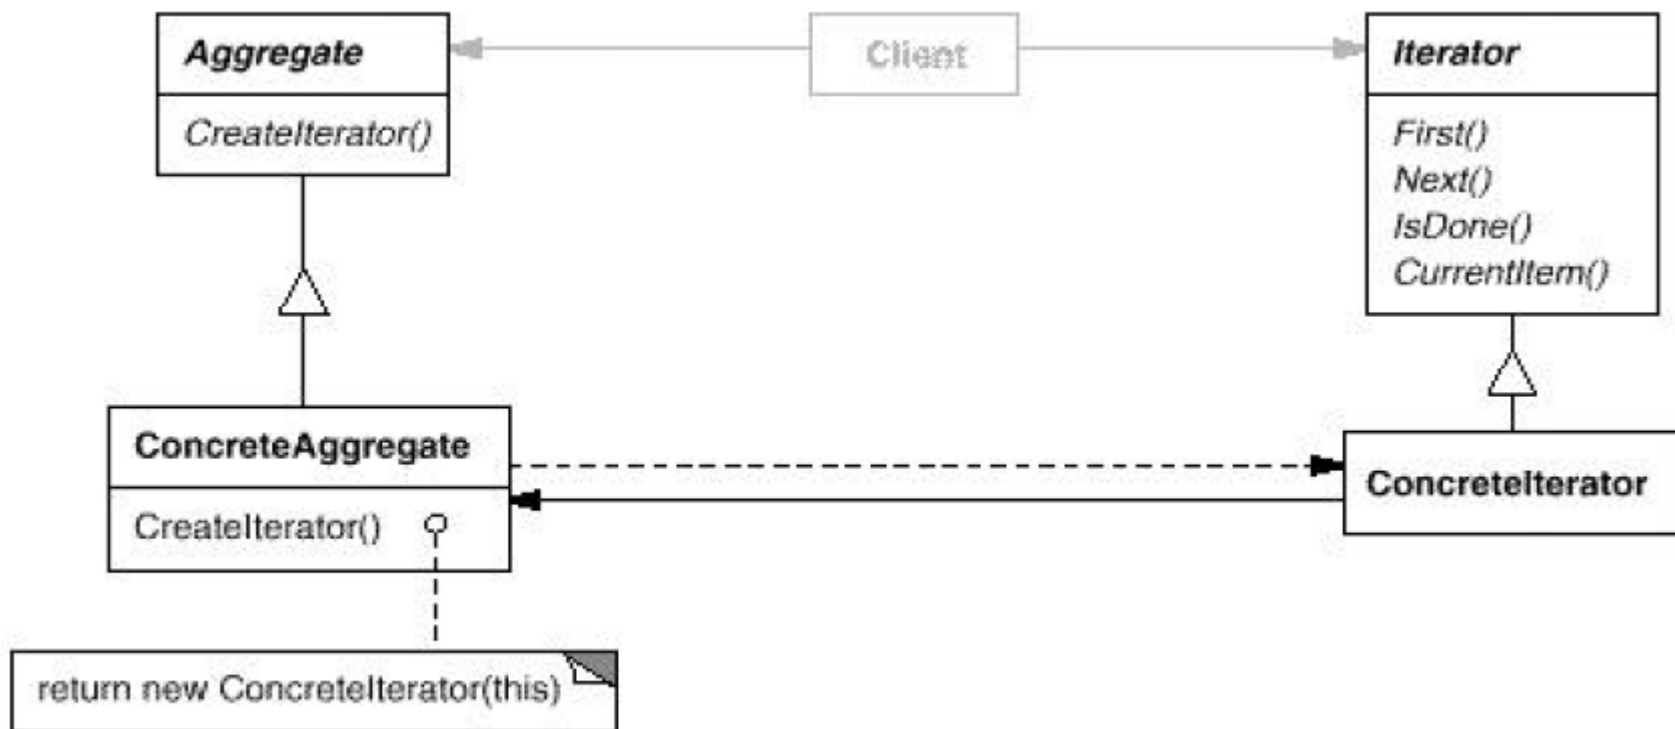 Aggregate
CreateIterator()
Client
Iterator
First()
Next()
IsDone()
CurrentItem()
ConcreteAggregate
CreateIterator()
ConcreteIterator
return new ConcreteIterator(this)